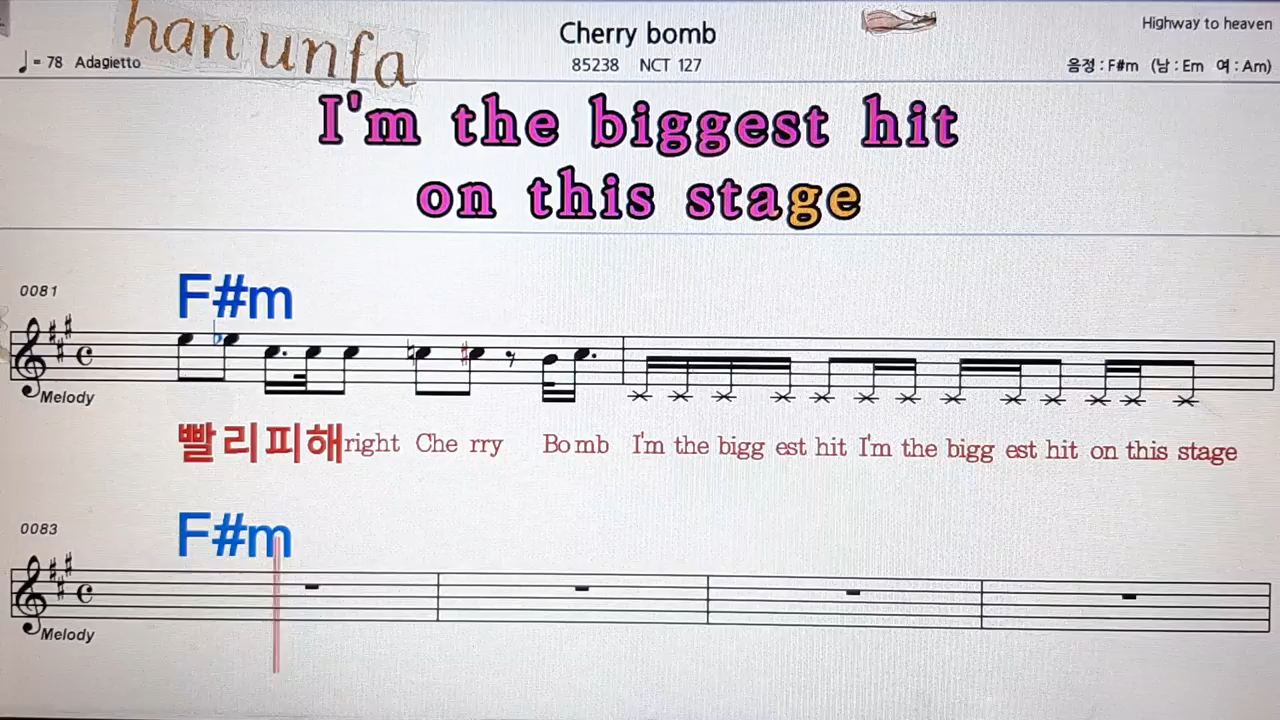 han unfa
Cherry bomb
Highway to heaven
♩= 78 Adagietto
85238 NCT 127
음정 : F#m (남 : Em 여 : Am)
I'm the biggest hit
on this stage
0081
F#m
Melody
빨리피해right Che rry Bo mb I'm the bigg est hit I'm the bigg est hit on this stage
0083
F#m
Melody